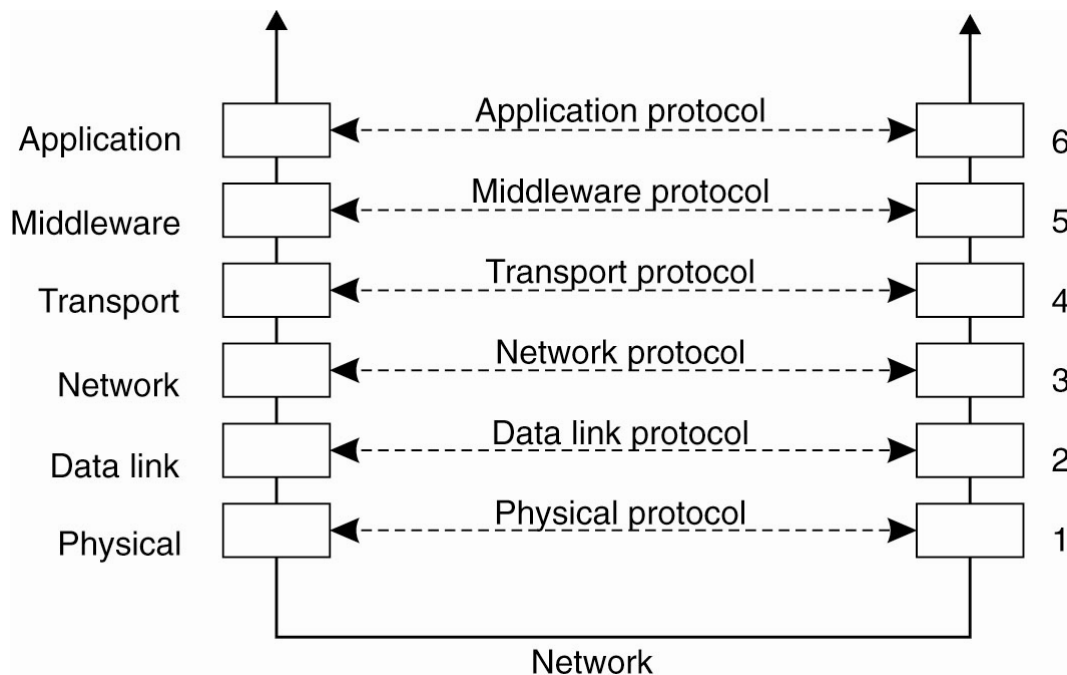 Application protocol
Application
6
Middleware protocol
Middleware
5
Transport protocol
Transport
4
Network protocol
Network
3
Data link protocol
Data link
2
Physical protocol
Physical
1
Network